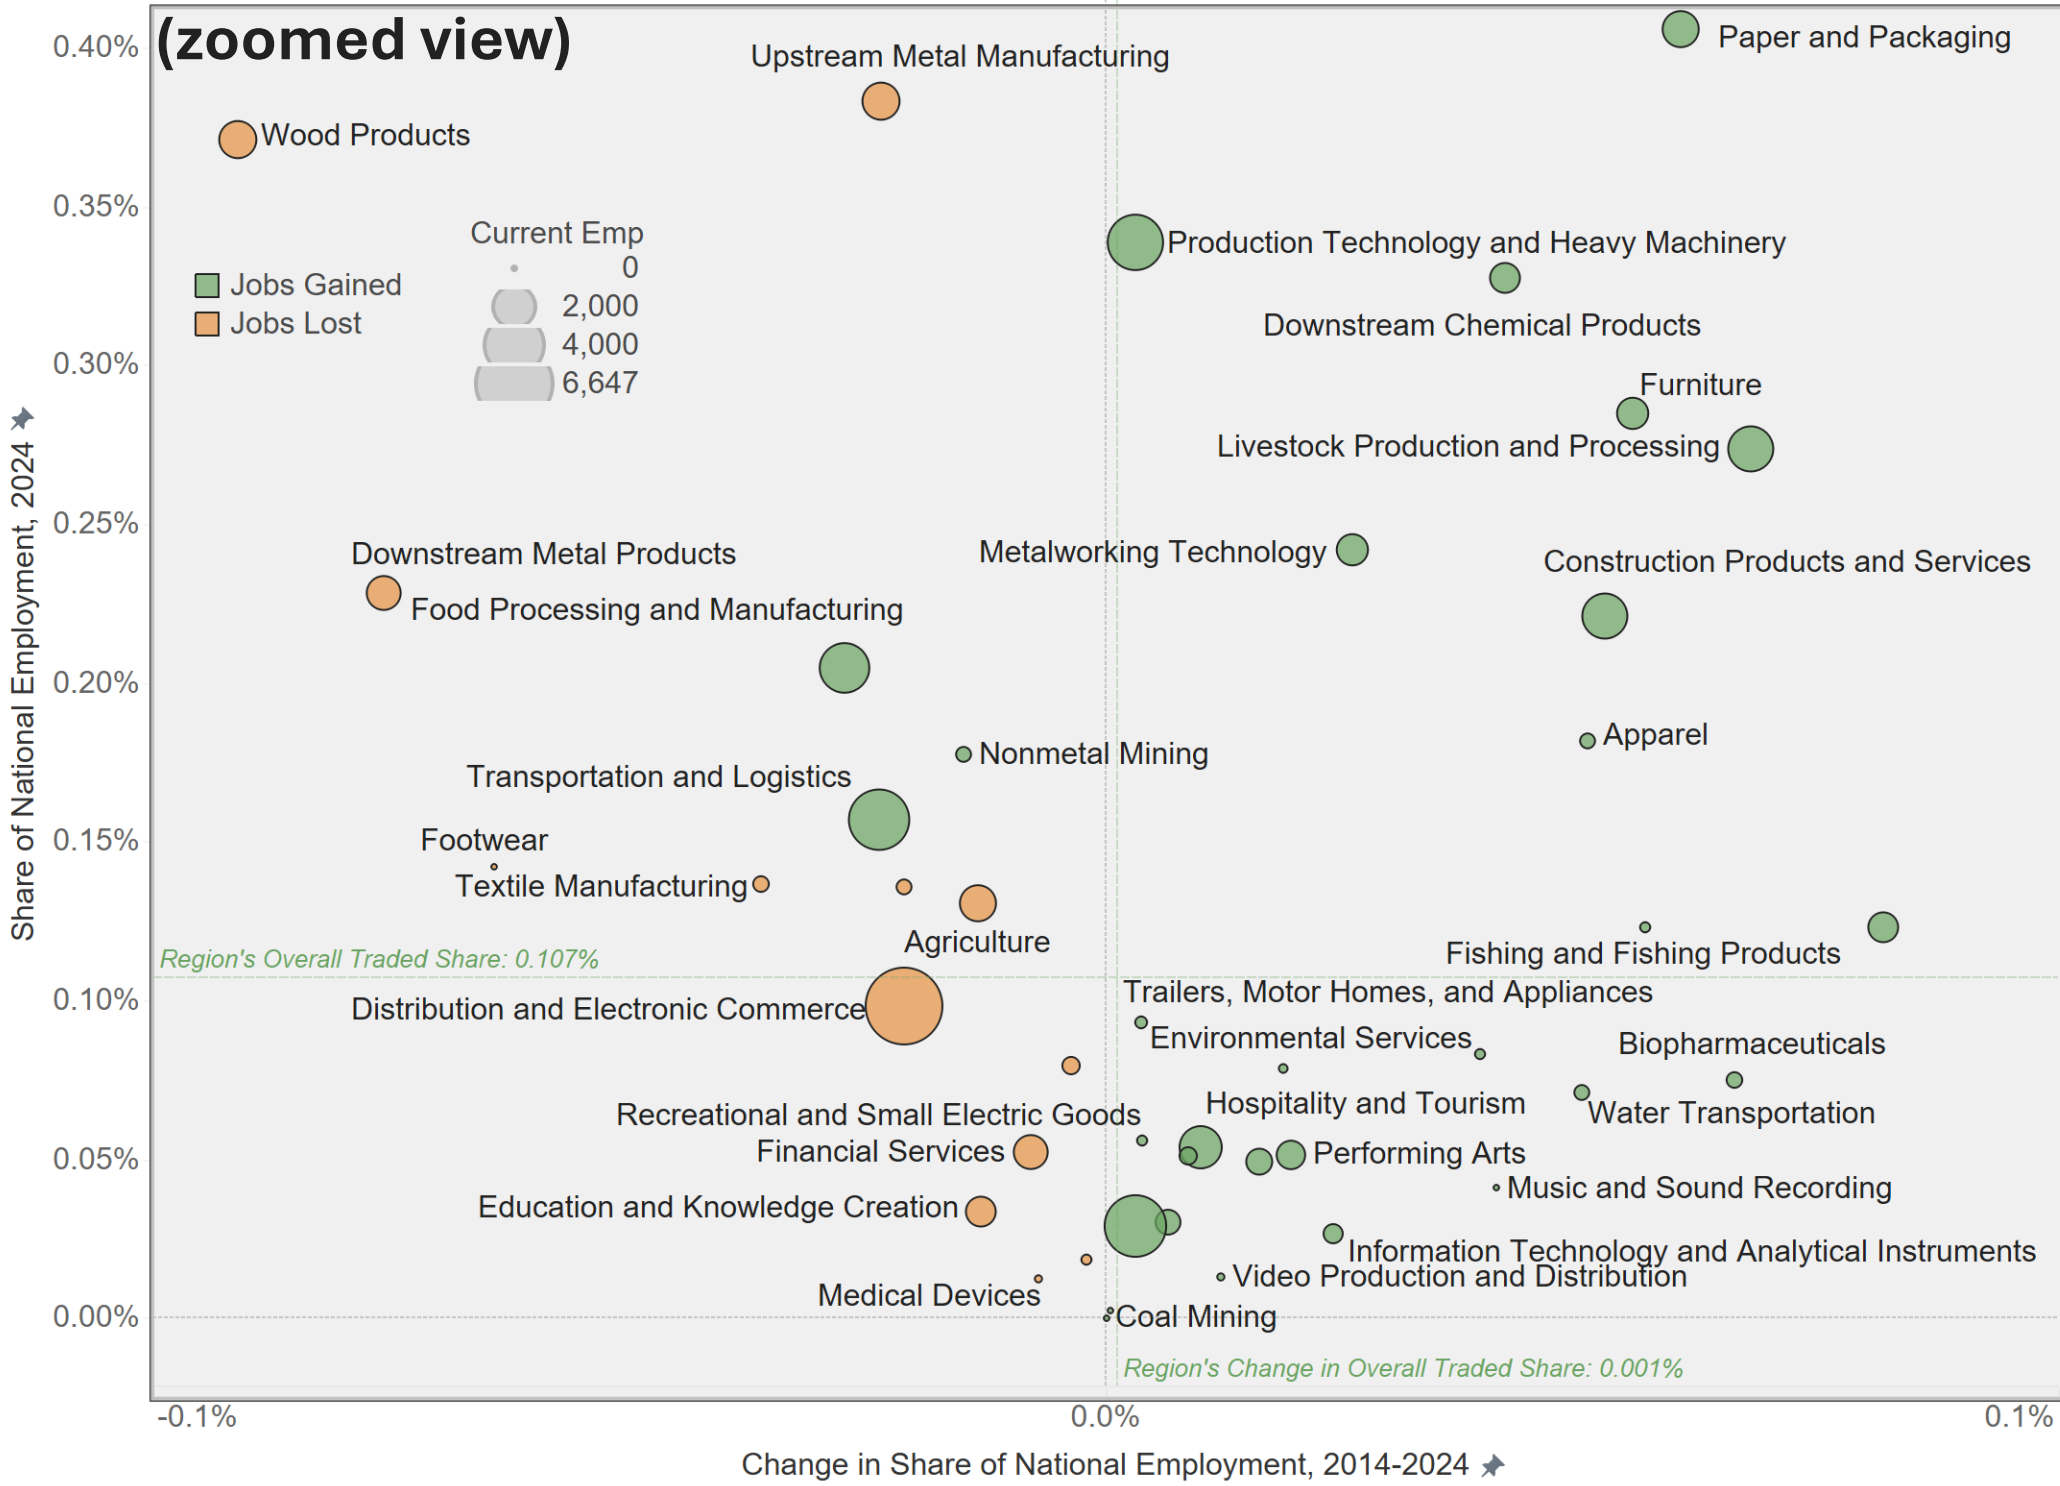 (zoomed view)
0.40%
0.35%
0.30%
0.25%
0.20%
0.15%
0.10%
0.05%
0.00%
Share of National Employment, 2024
Paper and Packaging
Upstream Metal Manufacturing
Wood Products
Current Emp
0
2,000
4,000
6,647
Jobs Gained
Jobs Lost
Production Technology and Heavy Machinery
Downstream Chemical Products
Furniture
Livestock Production and Processing
Metalworking Technology
Downstream Metal Products
Construction Products and Services
Food Processing and Manufacturing
Apparel
Nonmetal Mining
Transportation and Logistics
Footwear
Textile Manufacturing
Agriculture
Fishing and Fishing Products
Region's Overall Traded Share: 0.107%
Trailers, Motor Homes, and Appliances
Distribution and Electronic Commerce
Environmental Services
Biopharmaceuticals
Hospitality and Tourism
Water Transportation
Recreational and Small Electric Goods
Financial Services
Performing Arts
Music and Sound Recording
Education and Knowledge Creation
Information Technology and Analytical Instruments
Video Production and Distribution
Medical Devices
Coal Mining
Region's Change in Overall Traded Share: 0.001%
-0.1%
0.0%
0.1%
Change in Share of National Employment, 2014-2024